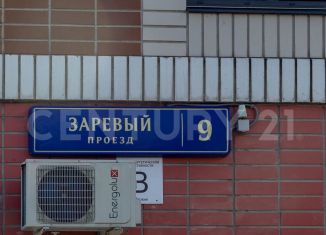 ЗАРЕВЫЙ
ПРОЕЗД
9
CENTURY 21
В
Energolux